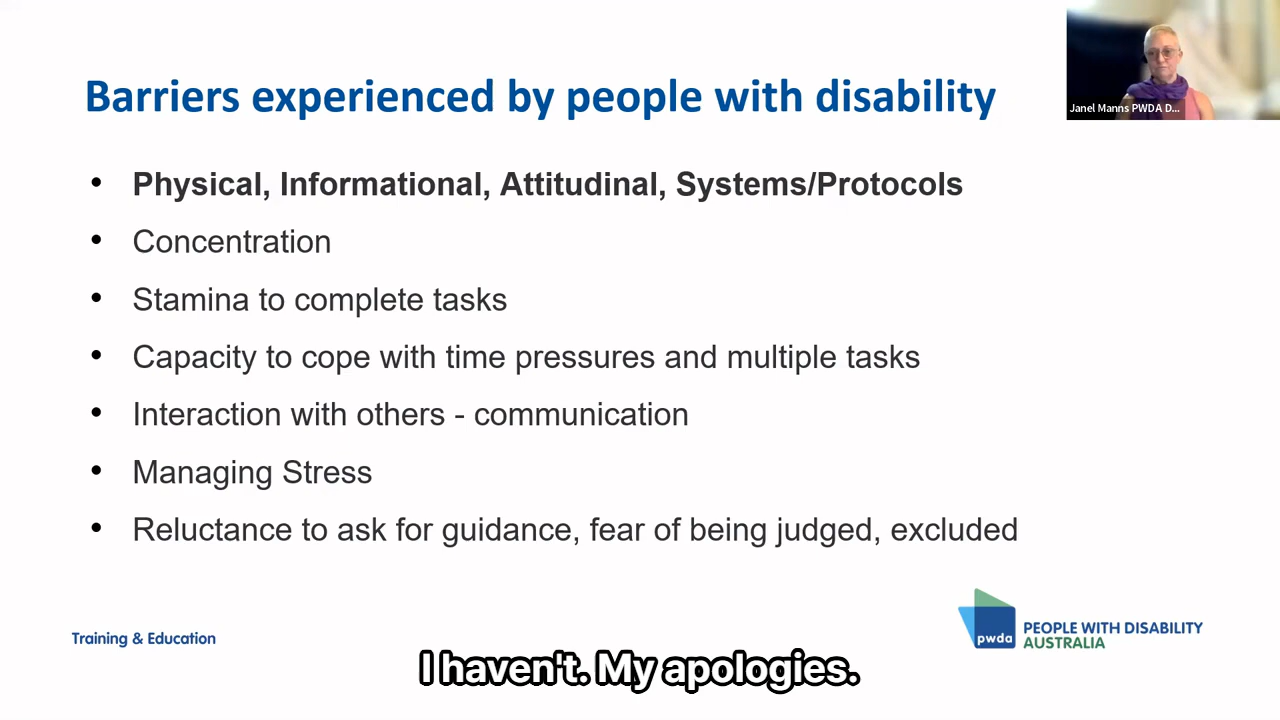 Barriers experienced by people with disability
Janel Manns PWDA D...
• Physical, Informational, Attitudinal, Systems/Protocols
• Concentration
• Stamina to complete tasks
• Capacity to cope with time pressures and multiple tasks
• Interaction with others - communication
• Managing Stress
• Reluctance to ask for guidance, fear of being judged, excluded
Training & Education
pwda
PEOPLE WITH DISABILITY
AUSTRALIA
I haven't. My apologies.